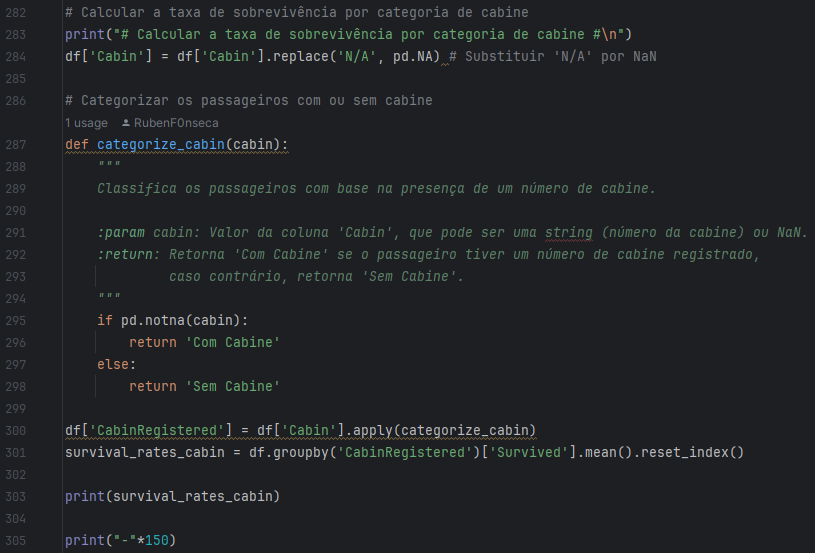 282 # Calcular a taxa de sobrevivência por categoria de cabine
283 print("# Calcular a taxa de sobrevivência por categoria de cabine #\n")
284 df['Cabin'] = df['Cabin'].replace('N/A', pd.NA) # Substituir 'N/A' por NaN
285
286 # Categorizar os passageiros com ou sem cabine
1 usage RubenF0nseca
287 def categorize_cabin(cabin):
288 """
289 Classifica os passageiros com base na presença de um número de cabine.
290
291 :param cabin: Valor da coluna 'Cabin', que pode ser uma string (número da cabine) ou NaN.
292 :return: Retorna 'Com Cabine' se o passageiro tiver um número de cabine registrado,
293 caso contrário, retorna 'Sem Cabine'.
294 """
295 if pd.notna(cabin):
296 return 'Com Cabine'
297 else:
298 return 'Sem Cabine'
299
300 df['CabinRegistered'] = df['Cabin'].apply(categorize_cabin)
301 survival_rates_cabin = df.groupby('CabinRegistered')['Survived'].mean().reset_index()
302
303 print(survival_rates_cabin)
304
305 print("-"*150)